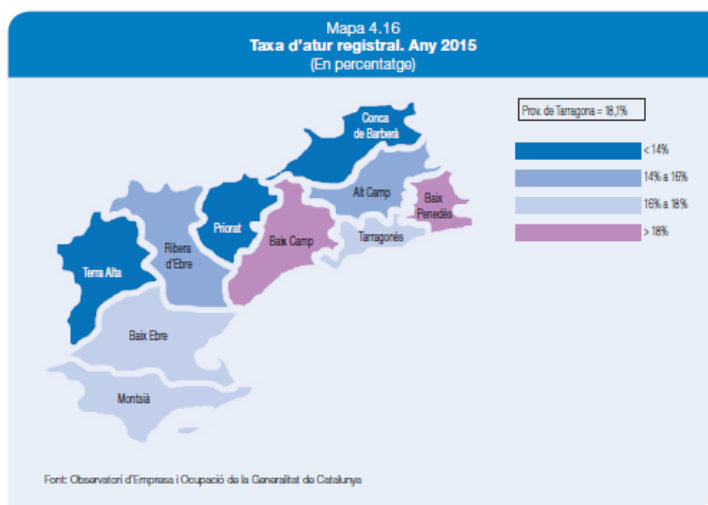 Mapa 4.16
Taxa d'atur registral. Any 2015
(En percentatge)
Prov. de Tarragona = 18,1%
< 14%
14% a 16%
16% a 18%
> 18%
Conca
de Barberà
Alt Camp
Baix
Penedès
Priorat
Baix Camp
Tarragonés
Ribera
d'Ebre
Terra Alta
Baix Ebre
Montsià
Font: Observatori d'Empresa i Ocupació de la Generalitat de Catalunya